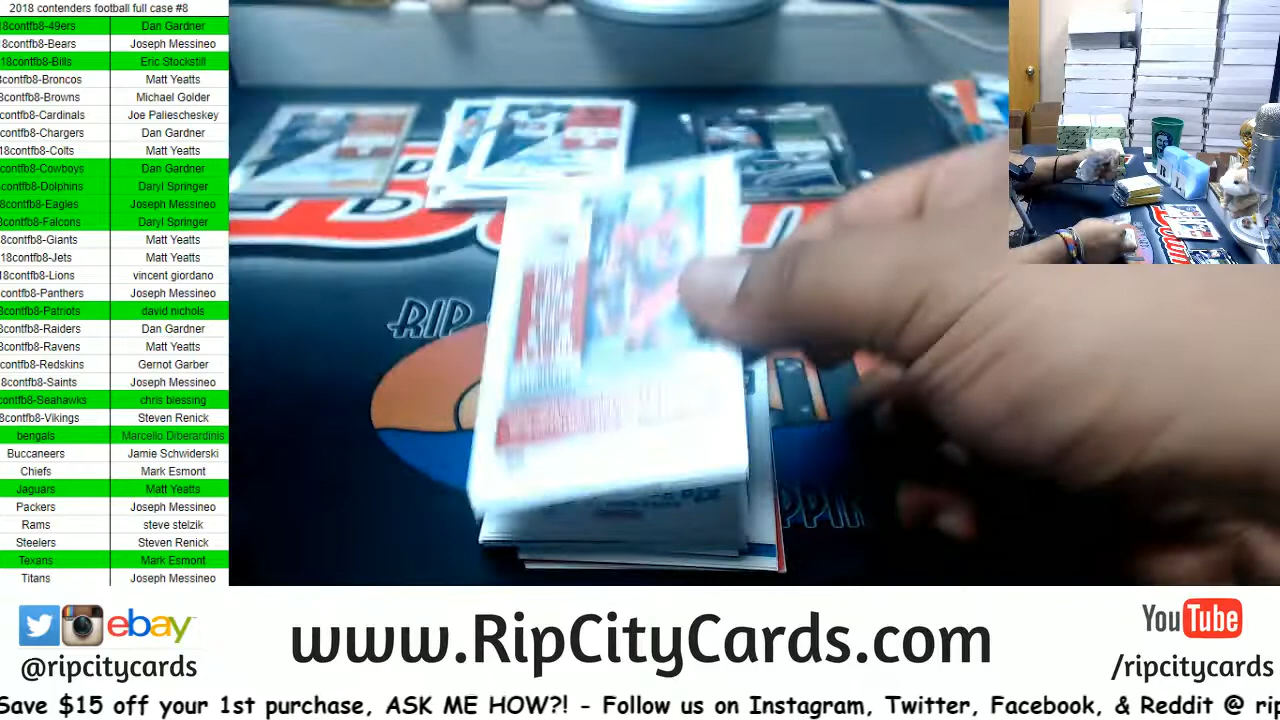 2018 contenders football full case #8
18contfb8-49ers Dan Gardner
8contfb8-Bears Joseph Messineo
18contfb8-Bills Eric Stockstill
8contfb8-Broncos Matt Yeatts
8contfb8-Browns Michael Golder
contfb8-Cardinals Joe Paliescheskey
contfb8-Chargers Dan Gardner
18contfb8-Colts Matt Yeatts
contfb8-Cowboys Dan Gardner
contfb8-Dolphins Daryl Springer
8contfb8-Eagles Joseph Messineo
8contfb8-Falcons Daryl Springer
8contfb8-Giants Matt Yeatts
18contfb8-Jets Matt Yeatts
18contfb8-Lions vincent giordano
contfb8-Panthers Joseph Messineo
8contfb8-Patriots david nichols
8contfb8-Raiders Dan Gardner
8contfb8-Ravens Matt Yeatts
contfb8-Redskins Gernot Garber
8contfb8-Saints Joseph Messineo
contfb8-Seahawks chris blessing
8contfb8-Vikings Steven Renick
bengals Marcello Diberardinis
Buccaneers Jamie Schwiderski
Chiefs Mark Esmont
Jaguars Matt Yeatts
Packers Joseph Messineo
Rams steve stelzik
Steelers Steven Renick
Texans Mark Esmont
Titans Joseph Messineo
RIP
ebay
@ripcitycards
www.RipCityCards.com
YouTube
/ripcitycards
Save $15 off your 1st purchase, ASK ME HOW?! - Follow us on Instagram, Twitter, Facebook, & Reddit @ rip